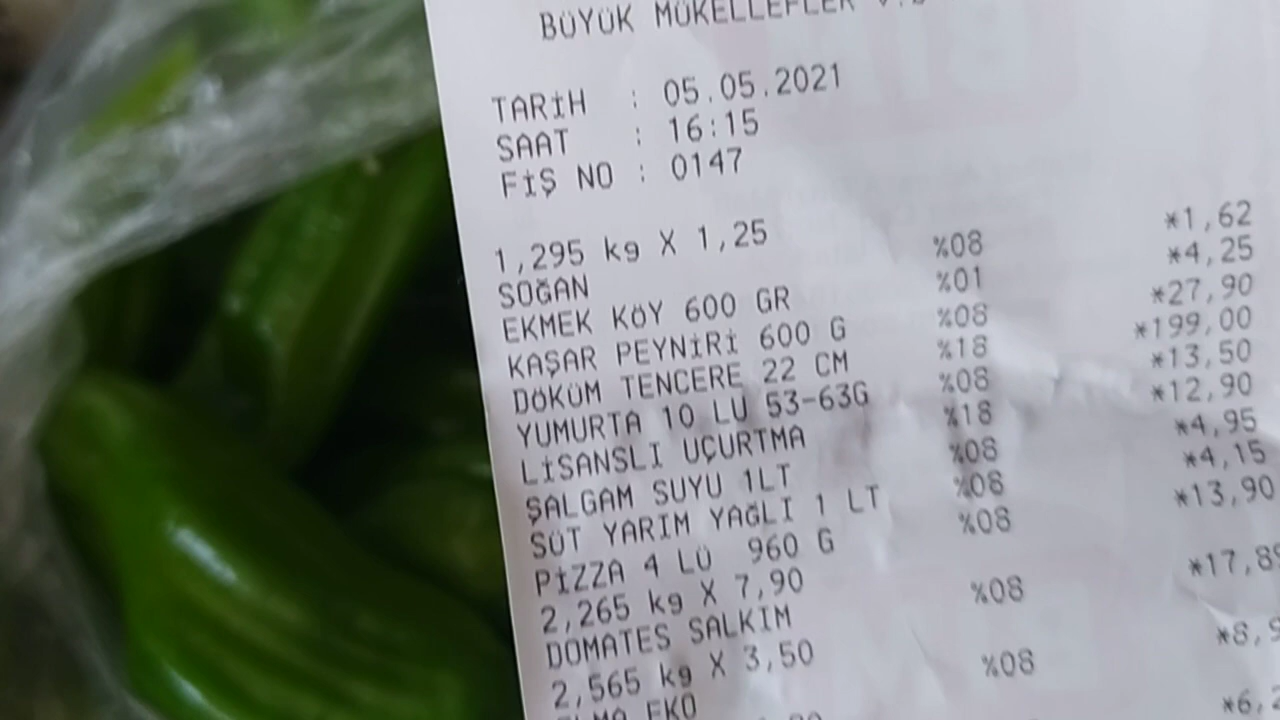 BÜYÜK MÜKELLEFLER
TARİH : 05.05.2021
SAAT : 16:15
FİŞ NO : 0147
1,295 kg X 1,25
SOĞAN %08 *1,62
EKMEK KÖY 600 GR %01 *4,25
KAŞAR PEYNİRİ 600 G %08 *27,90
DÖKÜM TENCERE 22 CM %18 *199,00
YUMURTA 10 LU 53-63G %08 *13,50
LİSANSLI UÇURTMA %18 *12,90
ŞALGAM SUYU 1LT %08 *4,95
SÜT YARIM YAĞLI 1 LT %08 *4,15
PİZZA 4 LÜ 960 G %08 *13,90
2,265 kg X 7,90
DOMATES SALKIM %08 *17,89
2,565 kg X 3,50
ELMA EKO %08